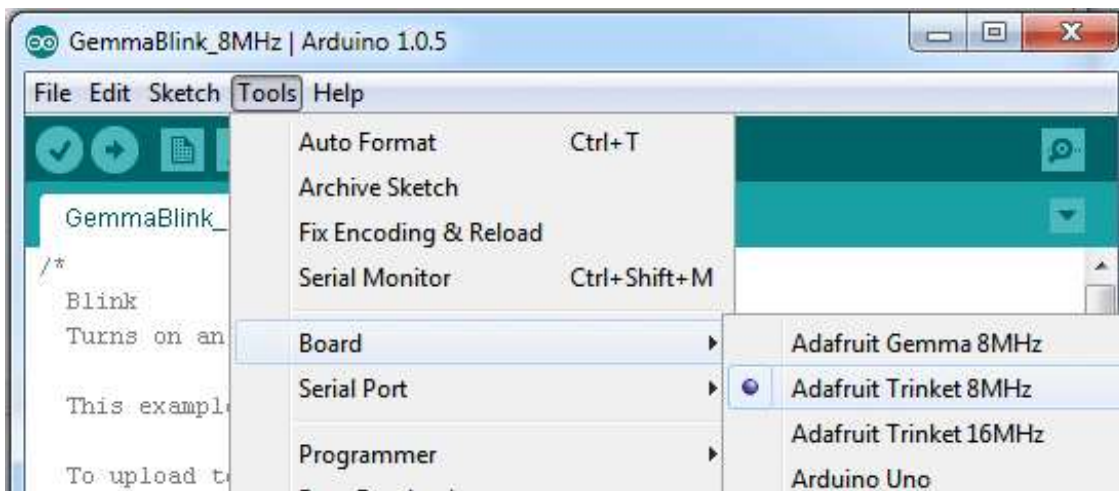 GemmaBlink_8MHz | Arduino 1.0.5
File Edit Sketch Tools Help
Auto Format Ctrl+T
Archive Sketch
GemmaBlink_
Fix Encoding & Reload
/*
Serial Monitor Ctrl+Shift+M
Blink
Turns on an
Board
Adafruit Gemma 8MHz
Serial Port
Adafruit Trinket 8MHz
This example
Adafruit Trinket 16MHz
Programmer
To upload to
Arduino Uno